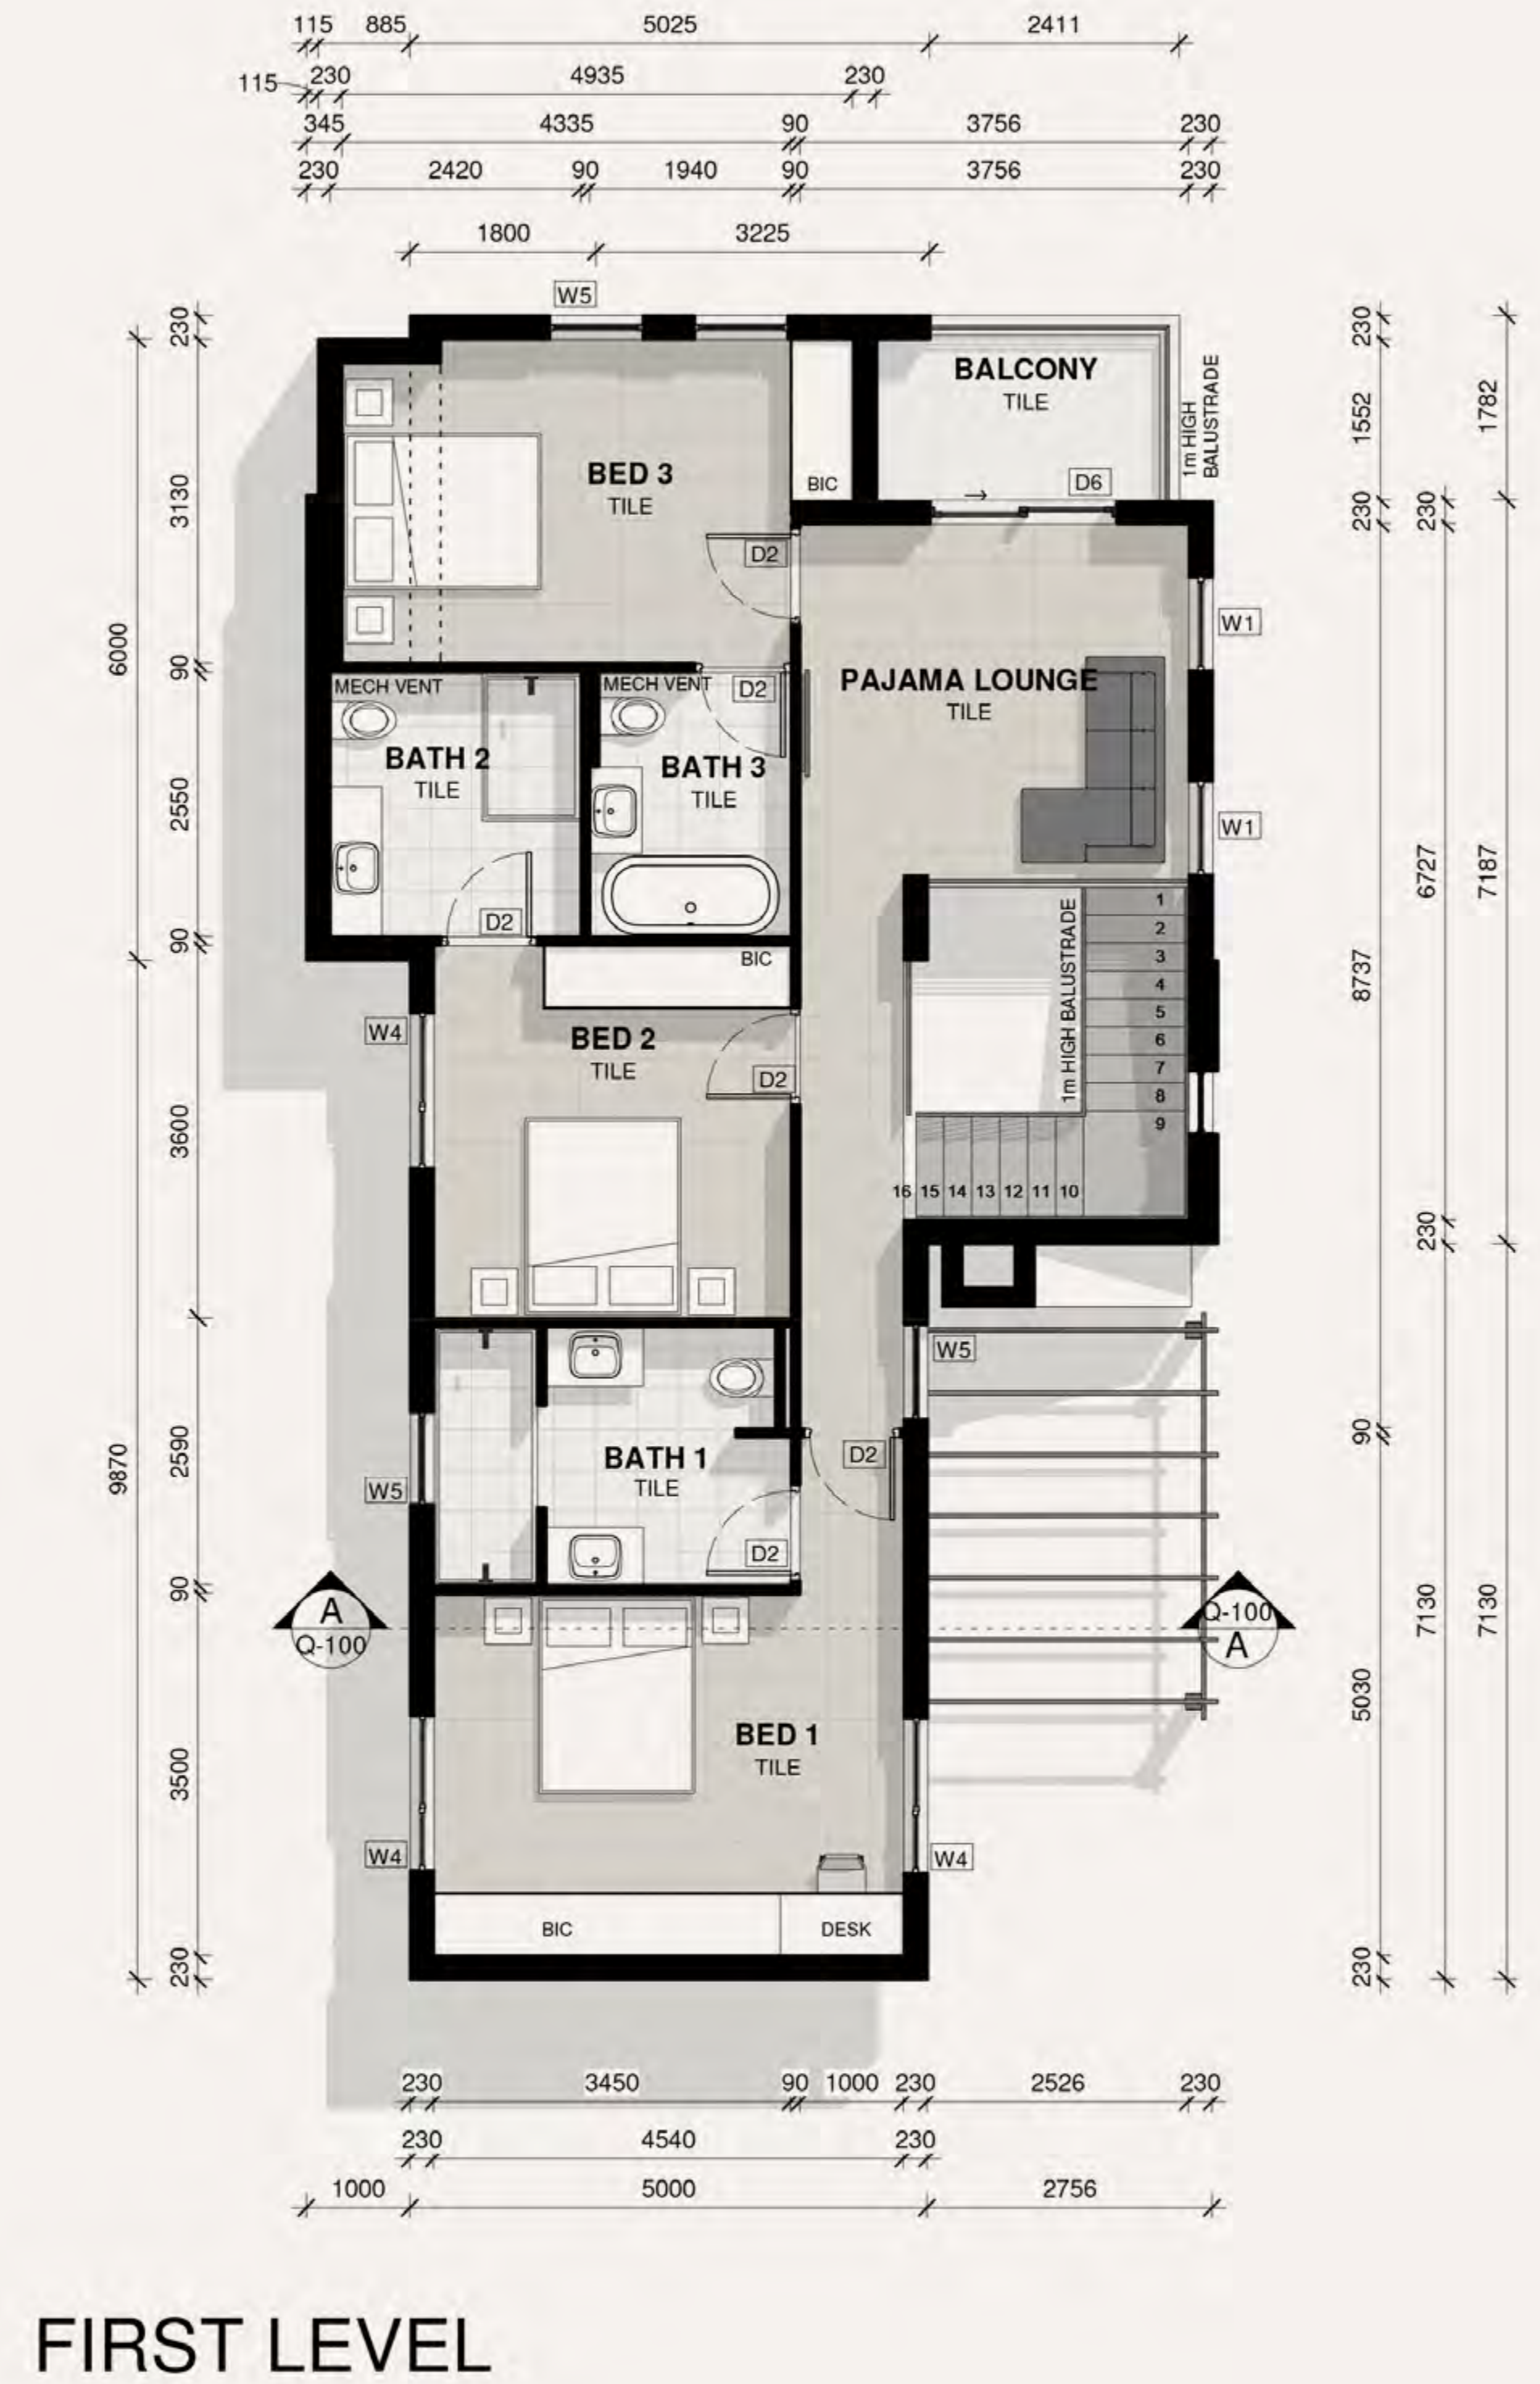 115 885 5025 2411
115 230 4935 230
345 4335 90 3756 230
230 2420 90 1940 90 3756 230
1800 3225
W5
230
230
230
BALCONY
TILE
1m HIGH
BALUSTRADE
1552
1782
BED 3
TILE
BIC
D6
3130
230
230
D2
W1
6000
90
MECH VENT
MECH VENT
D2
PAJAMA LOUNGE
TILE
BATH 2
TILE
BATH 3
TILE
2550
W1
6727
7187
D2
90
BIC
1m HIGH BALUSTRADE
1
2
3
4
5
6
7
8
9
8737
W4
BED 2
TILE
D2
3600
16 15 14 13 12 11 10
230
W5
9870
2590
BATH 1
TILE
D2
90
W5
D2
90
A
Q-100
Q-100
A
7130
7130
5030
BED 1
TILE
3500
W4
W4
BIC
DESK
230
230
230 3450 90 1000 230 2526 230
230 4540 230
1000 5000 2756
FIRST LEVEL